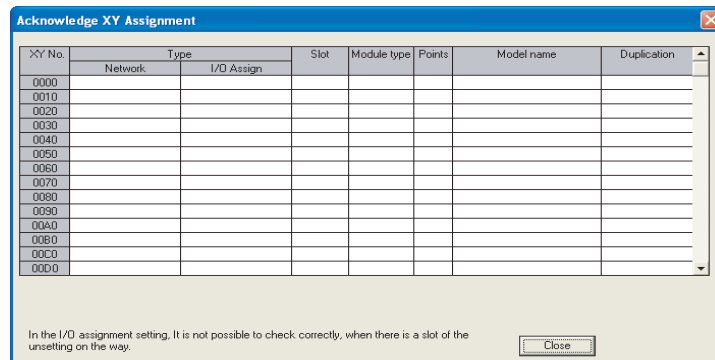 Acknowledge XY Assignment
XY No. Type Slot Module type Points Model name Duplication
Network I/O Assign
0000
0010
0020
0030
0040
0050
0060
0070
0080
0090
00A0
00B0
00C0
00D0
In the I/O assignment setting, It is not possible to check correctly, when there is a slot of the
unsetting on the way.
Close